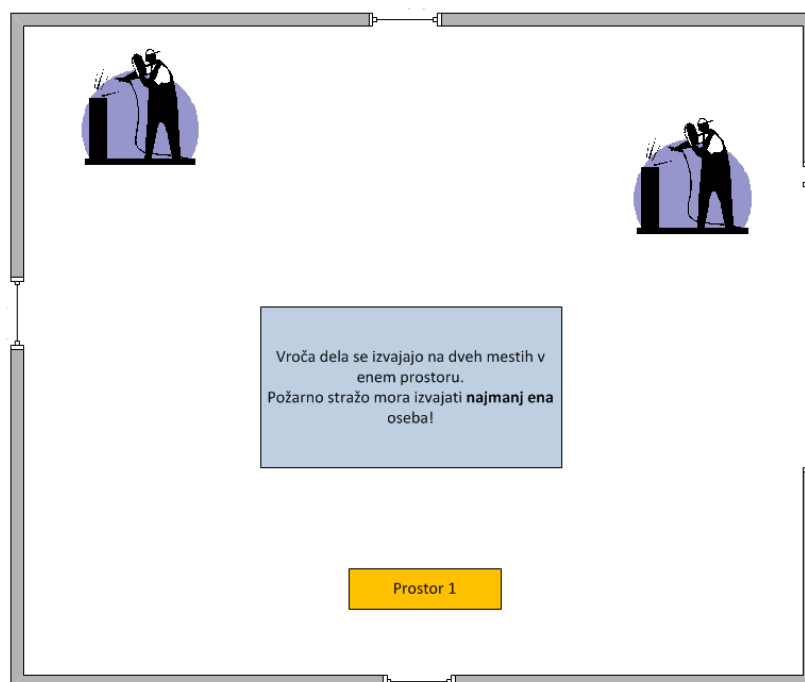 Vroča dela se izvajajo na dveh mestih v
enem prostoru.
Požarno stražo mora izvajati najmanj ena
oseba!
Prostor 1